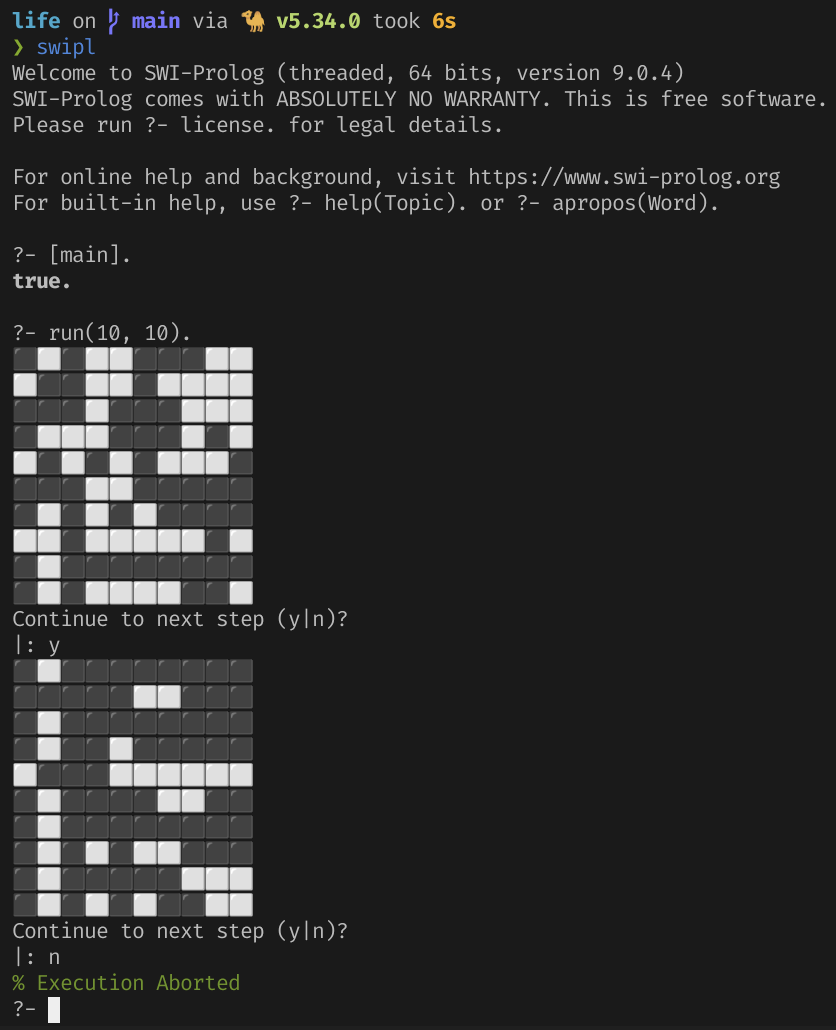 life on main via 🐪 v5.34.0 took 6s
❯ swipl
Welcome to SWI-Prolog (threaded, 64 bits, version 9.0.4)
SWI-Prolog comes with ABSOLUTELY NO WARRANTY. This is free software.
Please run ?- license. for legal details.
For online help and background, visit https://www.swi-prolog.org
For built-in help, use ?- help(Topic). or ?- apropos(Word).
?- [main].
true.
?- run(10, 10).
Continue to next step (y|n)?
|: y
Continue to next step (y|n)?
|: n
% Execution Aborted
?-